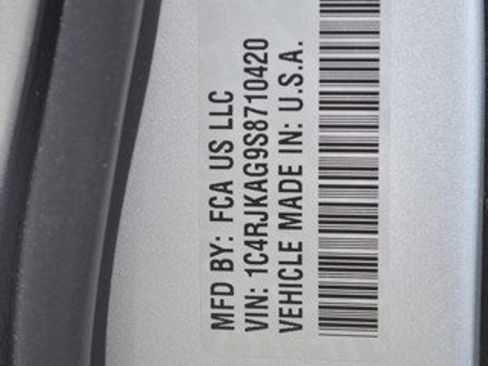 MFD BY: FCA US LLC
VIN: 1C4RJKAG9S8710420
VEHICLE MADE IN: U.S.A.